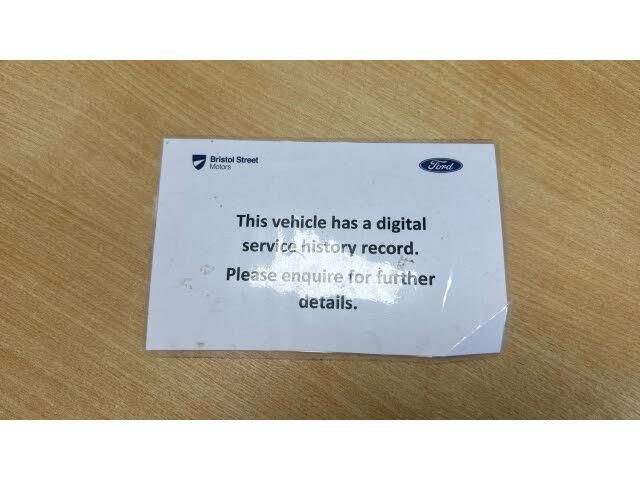 Bristol Street
Motors
Ford
This vehicle has a digital
service history record.
Please enquire for further
details.